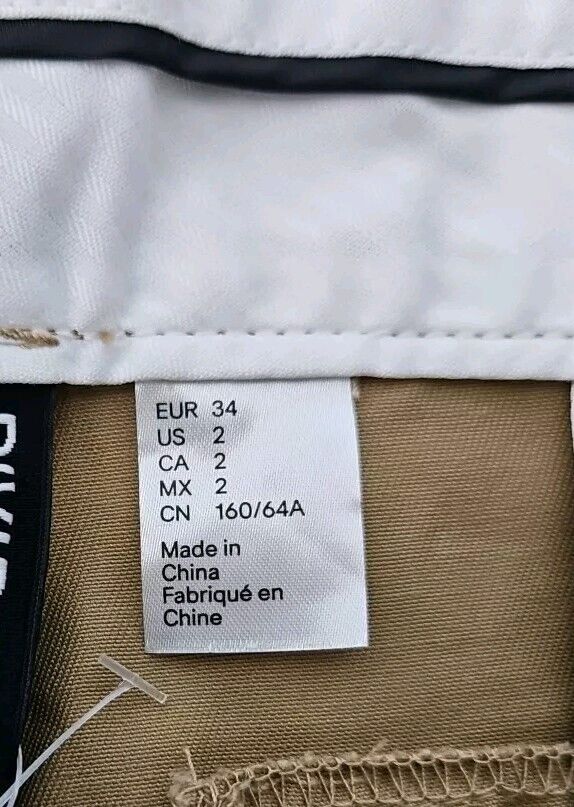 EUR 34
US 2
CA 2
MX 2
CN 160/64A
Made in
China
Fabriqué en
Chine